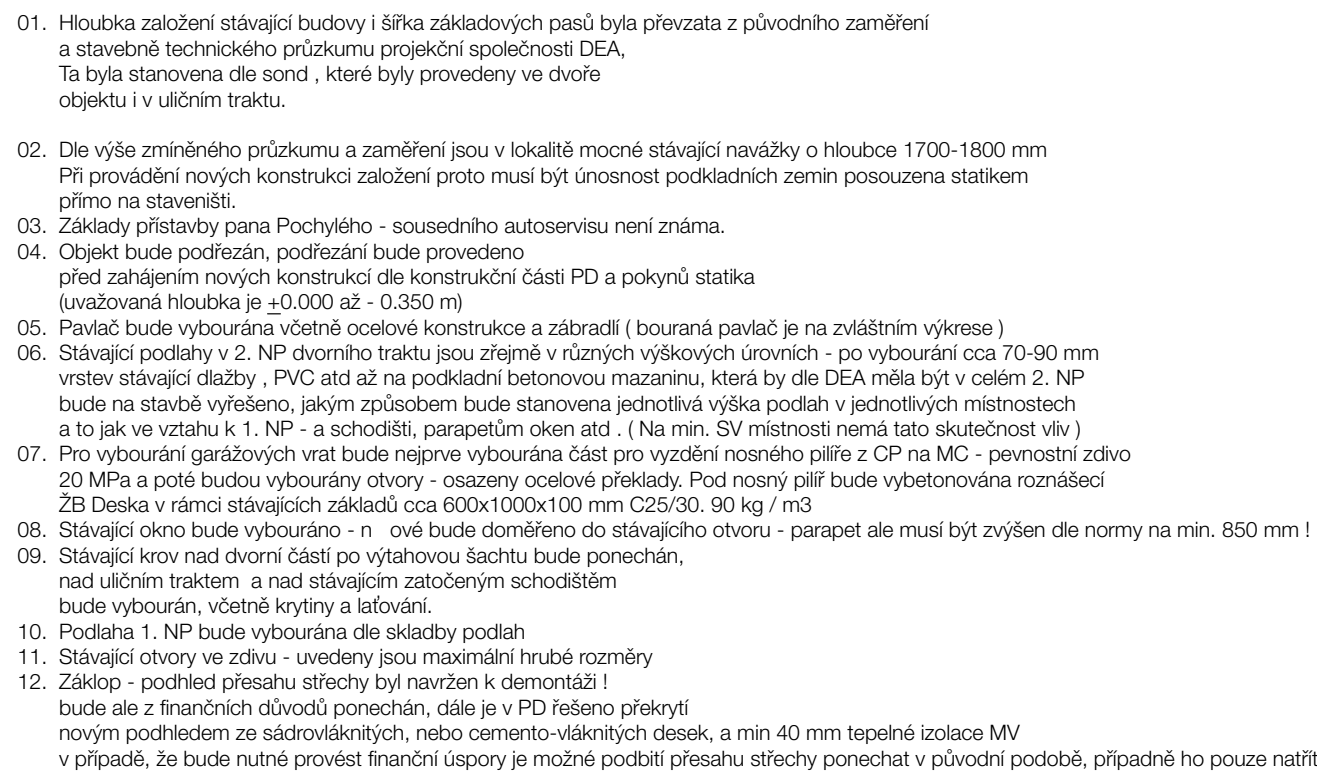 01. Hloubka založení stávající budovy i šířka základových pasů byla převzata z původního zaměření
a stavebně technického průzkumu projekční společnosti DEA,
Ta byla stanovena dle sond , které byly provedeny ve dvoře
objektu i v uličním traktu.
02. Dle výše zmíněného průzkumu a zaměření jsou v lokalitě mocné stávající navážky o hloubce 1700-1800 mm
Při provádění nových konstrukci založení proto musí být únosnost podkladních zemin posouzena statikem
přímo na staveništi.
03. Základy přístavby pana Pochylého - sousedního autoservisu není známa.
04. Objekt bude podřezán, podřezání bude provedeno
před zahájením nových konstrukcí dle konstrukční části PD a pokynů statika
(uvažovaná hloubka je ±0.000 až - 0.350 m)
05. Pavlač bude vybourána včetně ocelové konstrukce a zábradlí ( bouraná pavlač je na zvláštním výkrese )
06. Stávající podlahy v 2. NP dvorního traktu jsou zřejmě v různých výškových úrovních - po vybourání cca 70-90 mm
vrstev stávající dlažby , PVC atd až na podkladní betonovou mazaninu, která by dle DEA měla být v celém 2. NP
bude na stavbě vyřešeno, jakým způsobem bude stanovena jednotlivá výška podlah v jednotlivých místnostech
a to jak ve vztahu k 1. NP - a schodišti, parapetům oken atd . ( Na min. SV místnosti nemá tato skutečnost vliv )
07. Pro vybourání garážových vrat bude nejprve vybourána část pro vyzdění nosného pilíře z CP na MC - pevnostní zdivo
20 MPa a poté budou vybourány otvory - osazeny ocelové překlady. Pod nosný pilíř bude vybetonována roznášecí
ŽB Deska v rámci stávajících základů cca 600x1000x100 mm C25/30. 90 kg / m3
08. Stávající okno bude vybouráno - n ové bude doměřeno do stávajícího otvoru - parapet ale musí být zvýšen dle normy na min. 850 mm !
09. Stávající krov nad dvorní částí po výtahovou šachtu bude ponechán,
nad uličním traktem a nad stávajícím zatočeným schodištěm
bude vybourán, včetně krytiny a laťování.
10. Podlaha 1. NP bude vybourána dle skladby podlah
11. Stávající otvory ve zdivu - uvedeny jsou maximální hrubé rozměry
12. Záklop - podhled přesahu střechy byl navržen k demontáži !
bude ale z finančních důvodů ponechán, dále je v PD řešeno překrytí
novým podhledem ze sádrovláknitých, nebo cemento-vláknitých desek, a min 40 mm tepelné izolace MV
v případě, že bude nutné provést finanční úspory je možné podbití přesahu střechy ponechat v původní podobě, případně ho pouze natřít